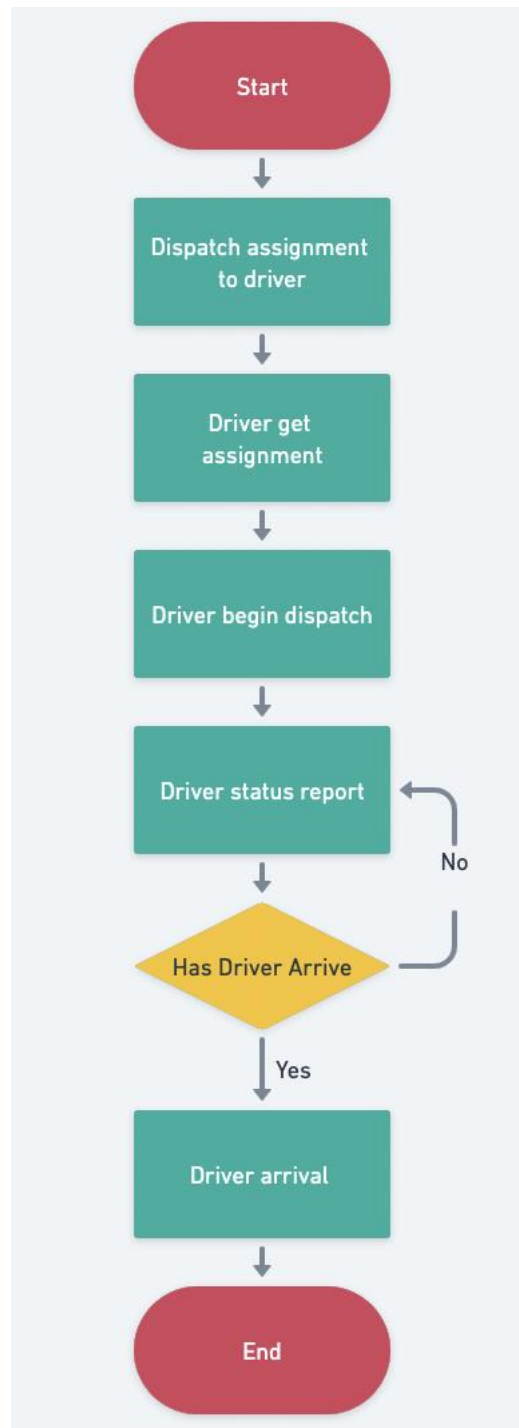 Start
Dispatch assignment
to driver
Driver get
assignment
Driver begin dispatch
Driver status report
No
Has Driver Arrive
Yes
Driver arrival
End